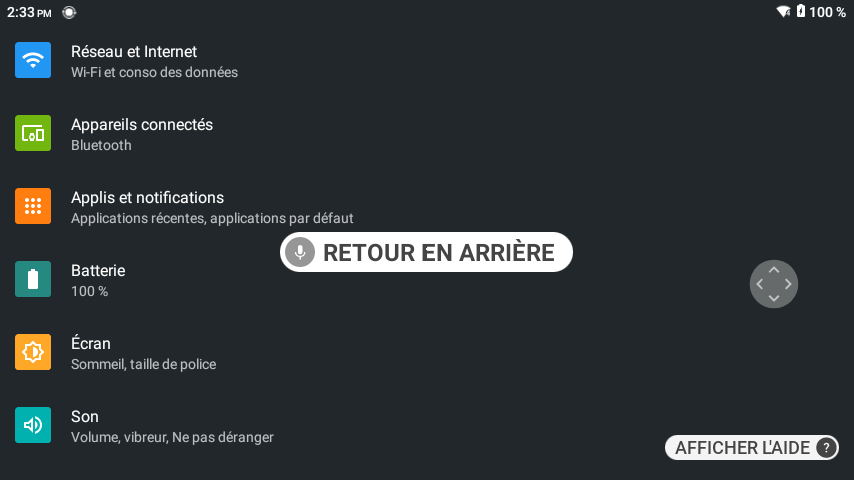 2:33 PM
100 %
Réseau et Internet
Wi-Fi et conso des données
Appareils connectés
Bluetooth
Applis et notifications
Applications récentes, applications par défaut
RETOUR EN ARRIÈRE
Batterie
100 %
Écran
Sommeil, taille de police
Son
Volume, vibreur, Ne pas déranger
AFFICHER L'AIDE ?